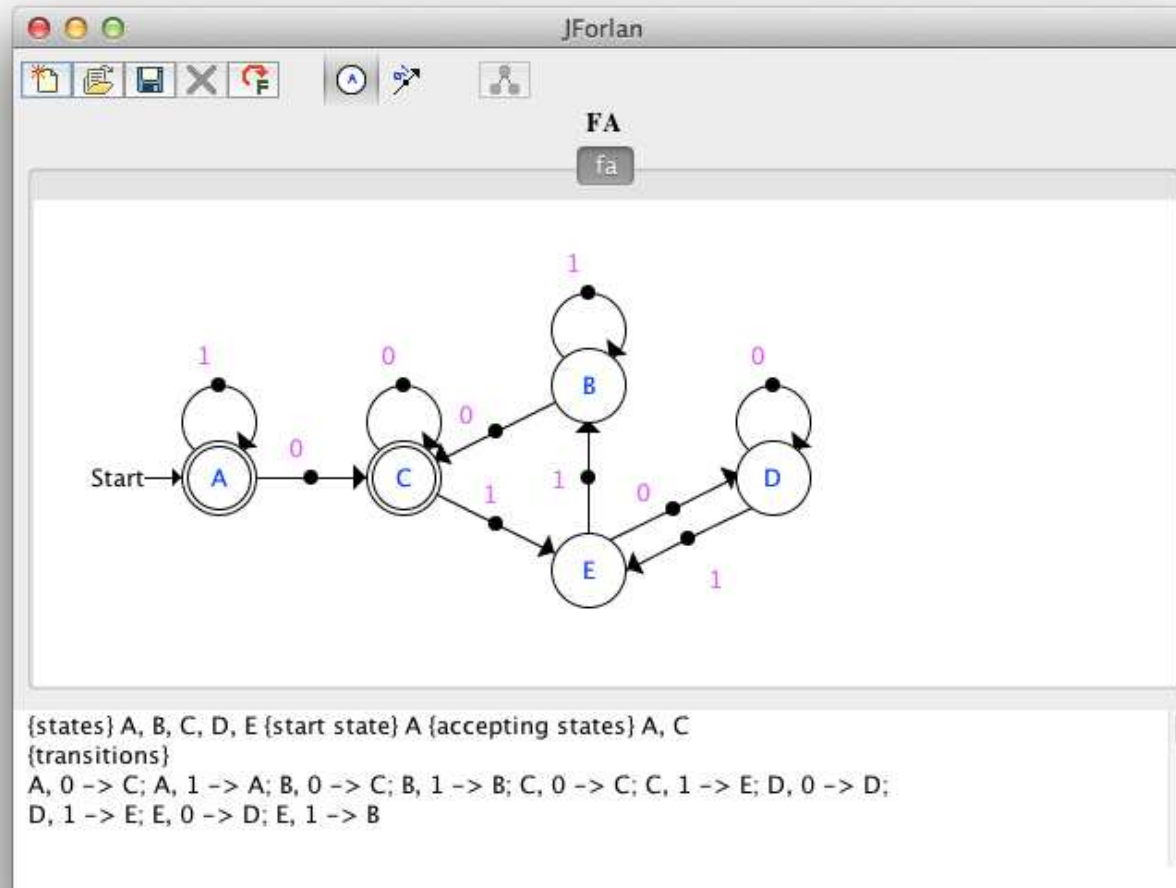 JForlan
FA
fa
1
1
0
0
B
0
0
Start
A
C
1
D
1
0
E
1
{states} A, B, C, D, E {start state} A {accepting states} A, C
{transitions}
A, 0 -> C; A, 1 -> A; B, 0 -> C; B, 1 -> B; C, 0 -> C; C, 1 -> E; D, 0 -> D;
D, 1 -> E; E, 0 -> D; E, 1 -> B